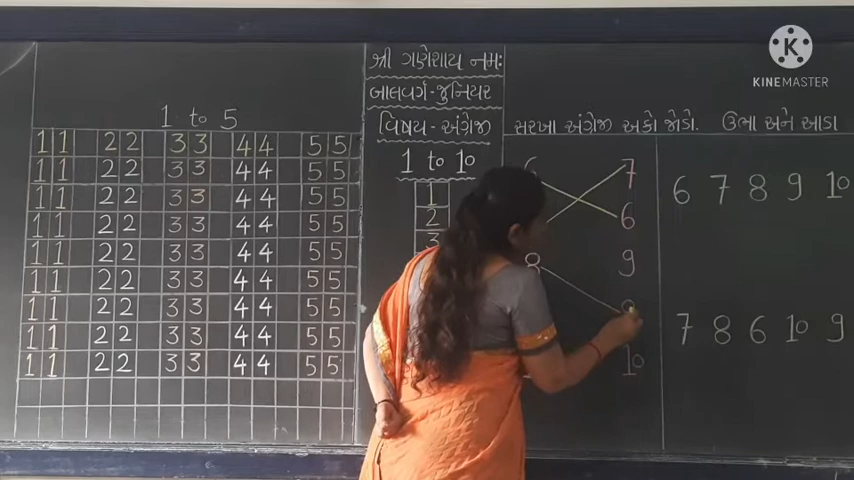 KINEMASTER
શ્રી ગણેશાય નમઃ
બાલવર્ગ-જુનિયર
વિષય - અંગ્રેજી
1 to 10
1
2
3
1 to 5
11 22 33 44 55
11 22 33 44 55
11 22 33 44 55
11 22 33 44 55
11 22 33 44 55
11 22 33 44 55
11 22 33 44 55
11 22 33 44 55
11 22 33 44 55
સરખા અંગ્રેજી અંકો જોડો.
7
6
8 9
10
ઉભા અને આડા
6 7 8 9 10
7 8 6 10 9